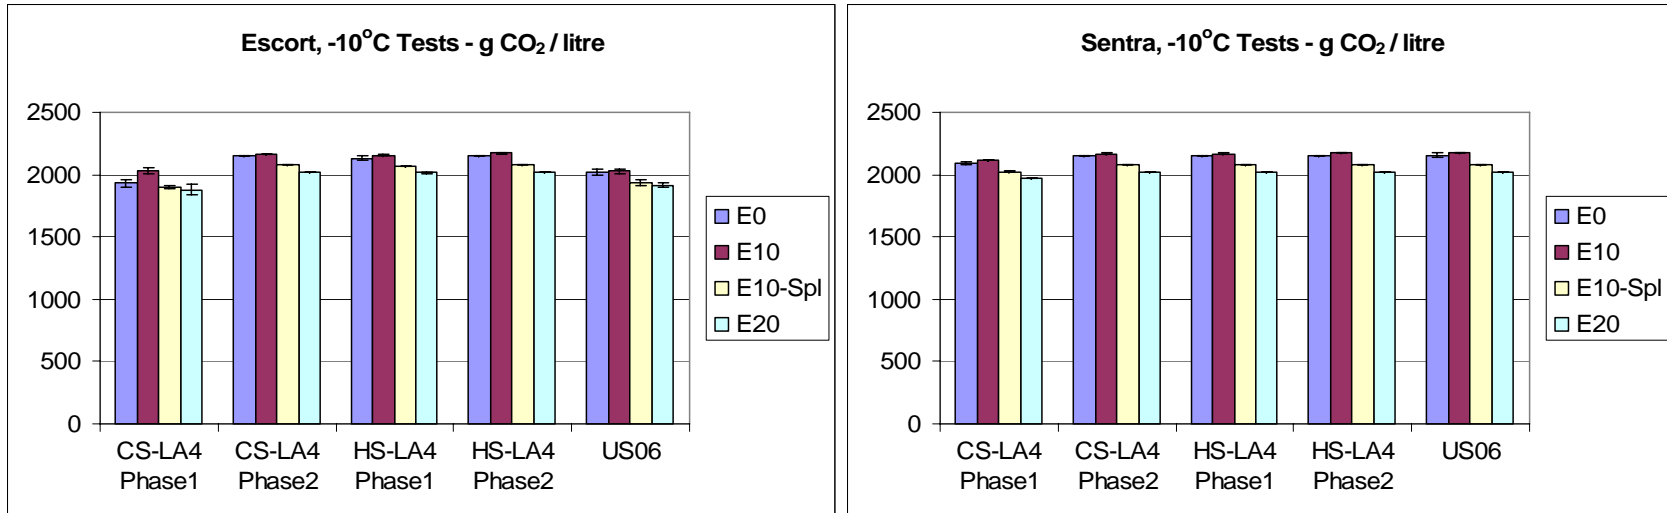 Escort, -10°C Tests - g CO₂ / litre
2500
2000
1500
1000
500
0
CS-LA4 Phase1
CS-LA4 Phase2
HS-LA4 Phase1
HS-LA4 Phase2
US06
E0
E10
E10-Spl
E20
Sentra, -10°C Tests - g CO₂ / litre
2500
2000
1500
1000
500
0
CS-LA4 Phase1
CS-LA4 Phase2
HS-LA4 Phase1
HS-LA4 Phase2
US06
E0
E10
E10-Spl
E20